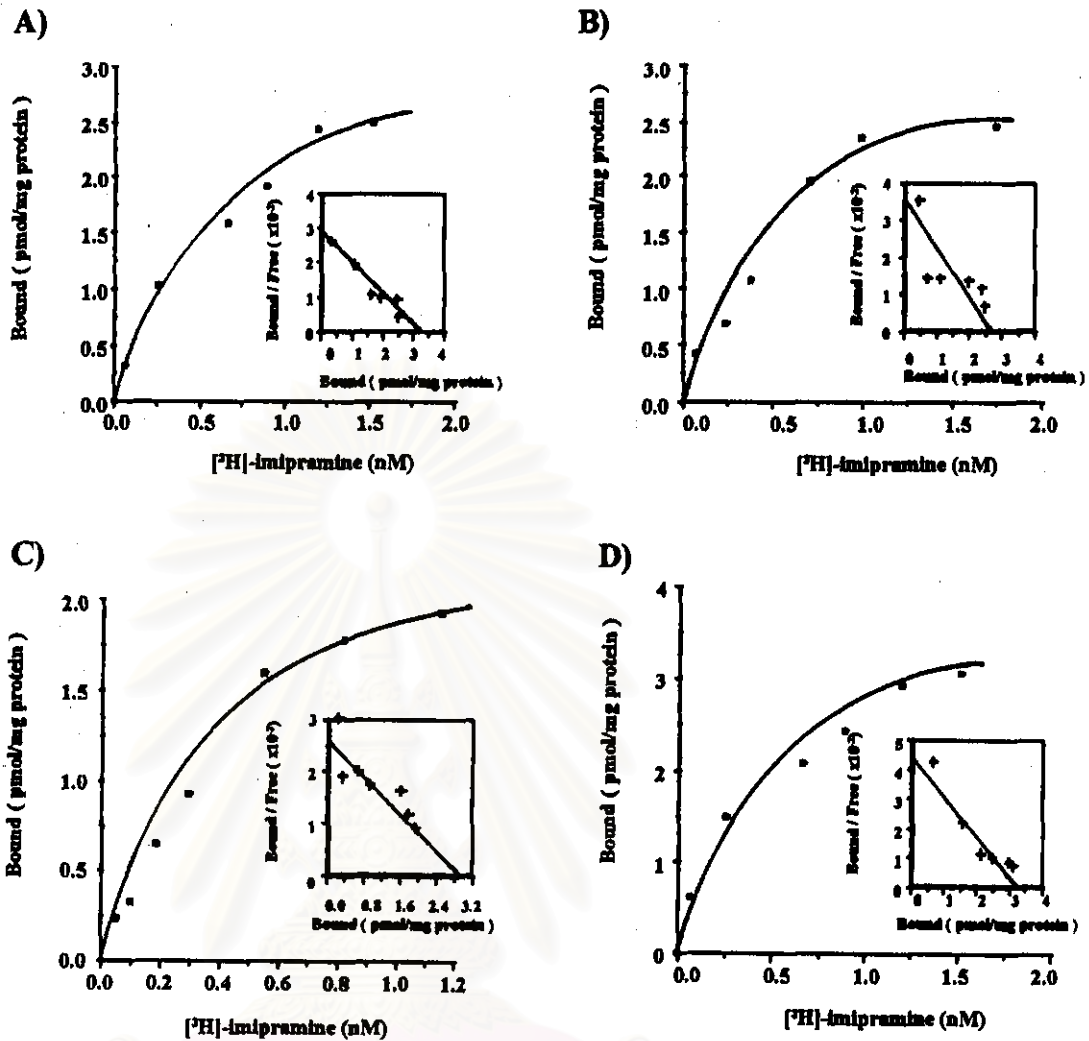 A)
Bound ( pmol/mg protein )
3.0
2.5
2.0
1.5
1.0
0.5
0.0
0.0 0.5 1.0 1.5 2.0
[³H]-imipramine (nM)
Bound / Free ( x10⁻²)
4
3
2
1
0
0 1 2 3 4
Bound ( pmol/mg protein )
B)
Bound ( pmol/mg protein )
3.0
2.5
2.0
1.5
1.0
0.5
0.0
0.0 0.5 1.0 1.5 2.0
[³H]-imipramine (nM)
Bound / Free ( x10⁻²)
4
3
2
1
0
0 1 2 3 4
Bound ( pmol/mg protein )
C)
Bound ( pmol/mg protein )
2.0
1.5
1.0
0.5
0.0
0.0 0.2 0.4 0.6 0.8 1.0 1.2
[³H]-imipramine (nM)
Bound / Free ( x10⁻²)
3
2
1
0
0.0 0.8 1.6 2.4 3.2
Bound ( pmol/mg protein )
D)
Bound ( pmol/mg protein )
4
3
2
1
0
0.0 0.5 1.0 1.5 2.0
[³H]-imipramine (nM)
Bound / Free ( x10⁻²)
5
4
3
2
1
0
0 1 2 3 4
Bound ( pmol/mg protein )